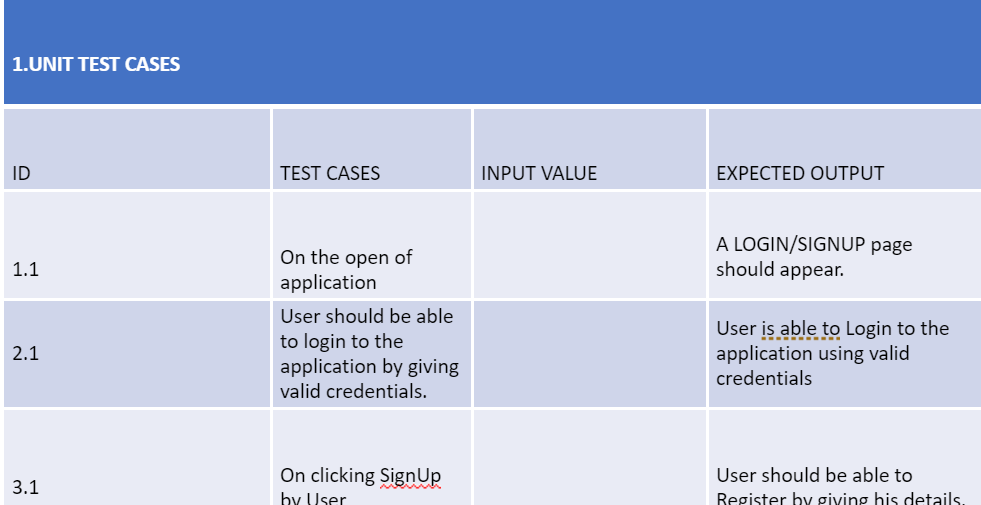 1.UNIT TEST CASES
ID
TEST CASES
INPUT VALUE
EXPECTED OUTPUT
1.1
On the open of
application
A LOGIN/SIGNUP page
should appear.
2.1
User should be able
to login to the
application by giving
valid credentials.
User is able to Login to the
application using valid
credentials
3.1
On clicking SignUp
by User
User should be able to
Register by giving his details.